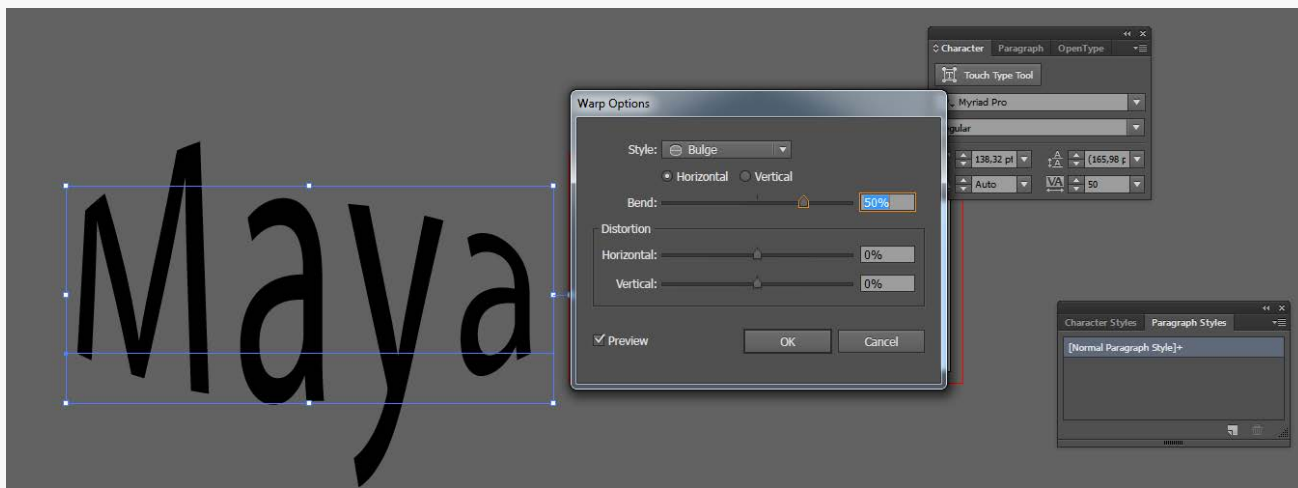 Maya
Warp Options
Style: Bulge
Horizontal Vertical
Bend: 50%
Distortion
Horizontal: 0%
Vertical: 0%
Preview OK Cancel
Character Paragraph OpenType
Touch Type Tool
Myriad Pro
138,32 pt (165,98 p
Auto VA 50
Character Styles Paragraph Styles
[Normal Paragraph Style]+